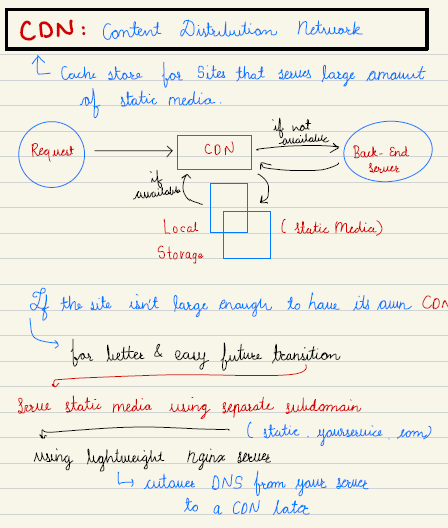 CDN: Content Distribution Network
Cache store for Sites that serves large amount
of static media.
Request
CDN
if not
available
Back-End
Server
if
available
Local
Storage
(static Media)
If the site isn't large enough to have its own CDN
for better & easy future transition
Serve static media using separate subdomain
(static.yourservice.com)
using lightweight nginx server
cutover DNS from your server
to a CDN later